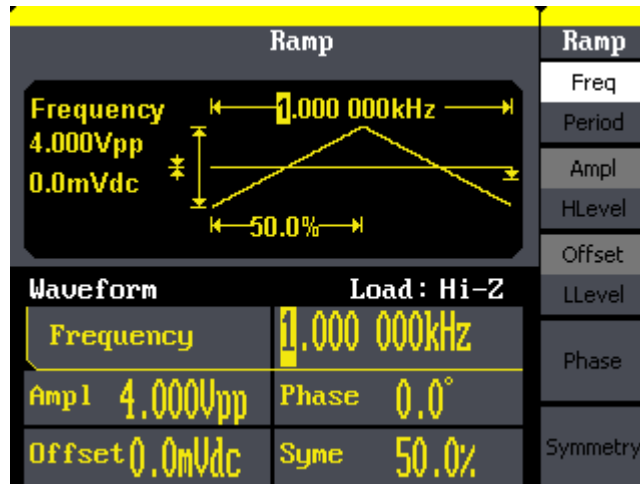 Ramp
Frequency
1.000 000kHz
4.000Vpp
0.0mVdc
50.0%
Waveform Load: Hi-Z
Frequency 1.000 000kHz
Ampl 4.000Vpp Phase 0.0°
Offset 0.0mVdc Syme 50.0%
Ramp
Freq
Period
Ampl
HLevel
Offset
LLevel
Phase
Symmetry